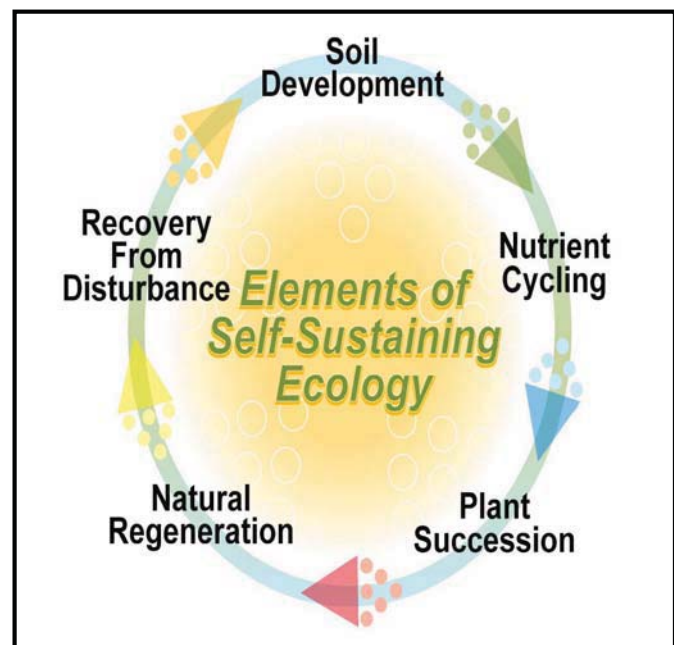 Soil
Development
Nutrient
Cycling
Plant
Succession
Natural
Regeneration
Recovery
From
Disturbance
Elements of
Self-Sustaining
Ecology